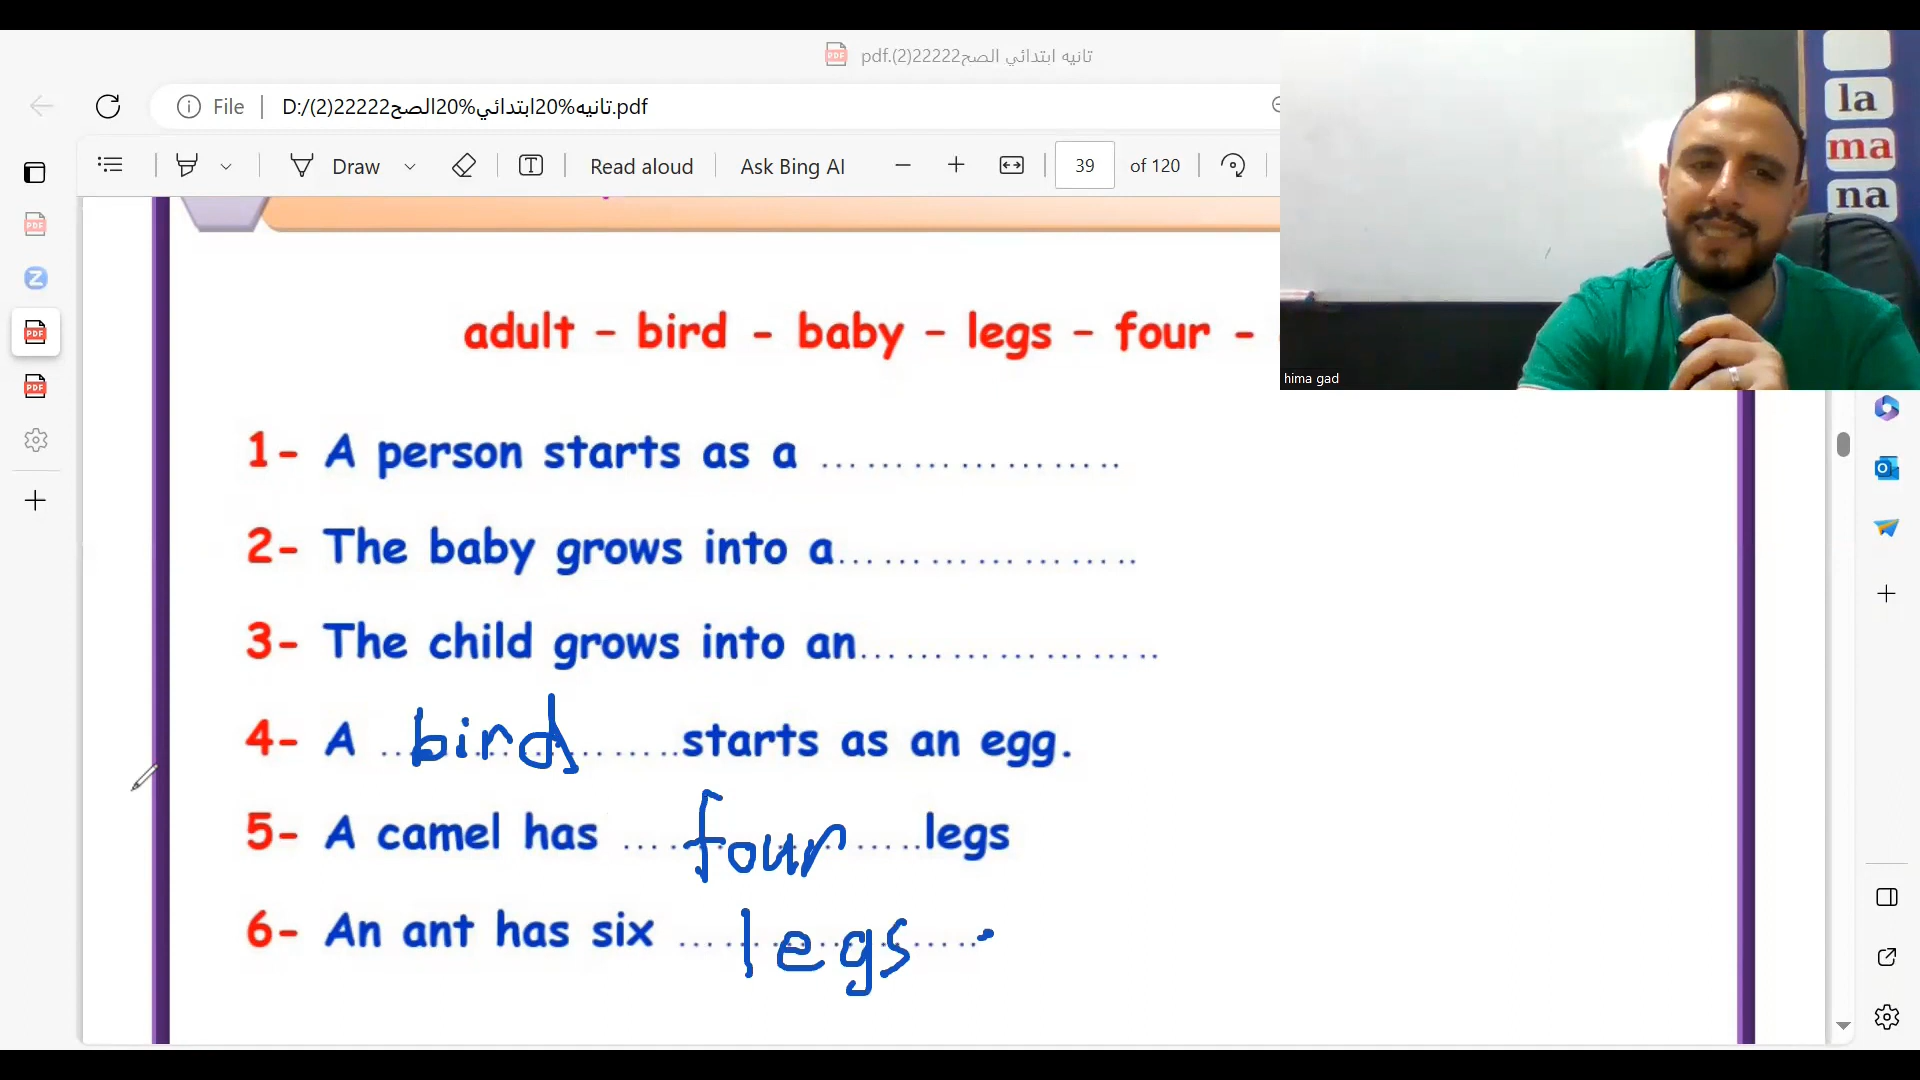 تانيه ابتدائي الصح22222(2).pdf
File D:/(2)22222تانيه%20ابتدائي%20الصح.pdf
Draw Read aloud Ask Bing AI 39 of 120
la
ma
na
hima gad
adult – bird - baby – legs – four -
1- A person starts as a ........................
2- The baby grows into a........................
3- The child grows into an........................
4- A bird starts as an egg.
5- A camel has four legs
6- An ant has six legs .